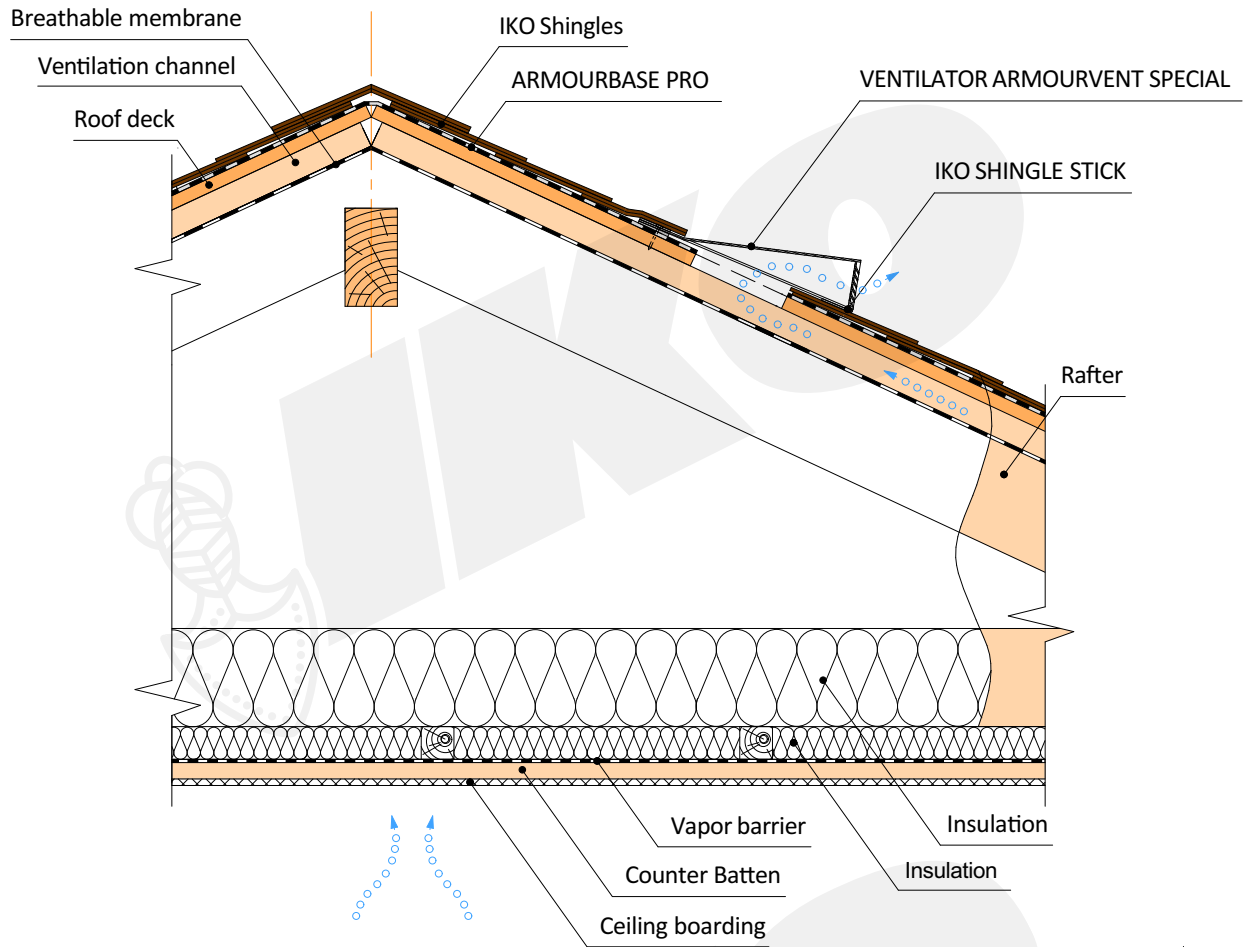 Breathable membrane
IKO Shingles
Ventilation channel
ARMOURBASE PRO
VENTILATOR ARMOURVENT SPECIAL
Roof deck
IKO SHINGLE STICK
Rafter
IKO
Vapor barrier
Insulation
Counter Batten
Insulation
Ceiling boarding